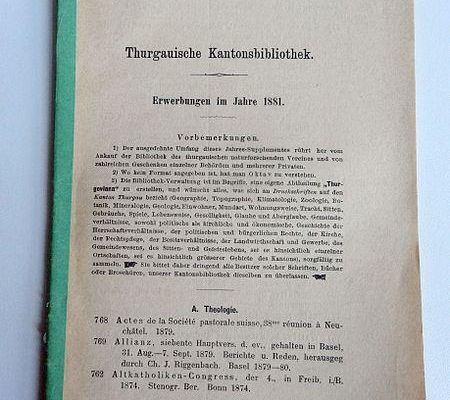 Thurgauische Kantonsbibliothek.
Erwerbungen im Jahre 1881.
Vorbemerkungen.
1) Der ausgedehnte Umfang dieses Jahres-Supplementes rührt her vom
Ankauf der Bibliothek des thurgauischen naturforschenden Vereines und von
zahlreichen Geschenken einzelner Behörden und mehrerer Privaten.
2) Wo kein Format angegeben ist, hat man Oktav zu verstehen.
3) Die Bibliothek-Verwaltung ist im Begriffe, eine eigene Abtheilung „Thur-
goviana" zu erstellen, und wünscht alles, was sich an Druckschriften auf den
Kanton Thurgau bezieht (Geographie, Topographie, Klimatologie, Zoologie, Bo-
tanik, Mineralogie, Geologie, Einwohner, Mundart, Wohnungsweise, Tracht, Sitten,
Gebräuche, Spiele, Lebensweise, Geselligkeit, Glaube und Aberglaube, Gemeinde-
verhältnisse, sowohl politische als kirchliche und ökonomische, Geschichte der
Herrschaftsverhältnisse, der politischen und bürgerlichen Rechte, der Kirche,
der Rechtspflege, der Besitzverhältnisse, der Landwirthschaft und Gewerbe, des
Gemeindewesens, des Sitten- und Geisteslebens, sei es hinsichtlich einzelner
Ortschaften, sei es hinsichtlich grösserer Gebiete des Kantons), sorgfältig zu
sammeln. Sie bittet daher dringend alle Besitzer solcher Schriften, Bücher
oder Broschüren, unserer Kantonsbibliothek dieselben zu überlassen.
A. Theologie.
768 Actes de la Société pastorale suisse, 38me réunion à Neu-
châtel. 1879.
769 Allianz, siebente Hauptvers. d. ev., gehalten in Basel,
31. Aug.—7. Sept. 1879. Berichte u. Reden, herausgeg
durch Ch. J. Riggenbach. Basel 1879—80.
762 Altkatholiken-Congress, der 4., in Freib. i./B.
1874. Stenogr. Ber. Bonn 1874.